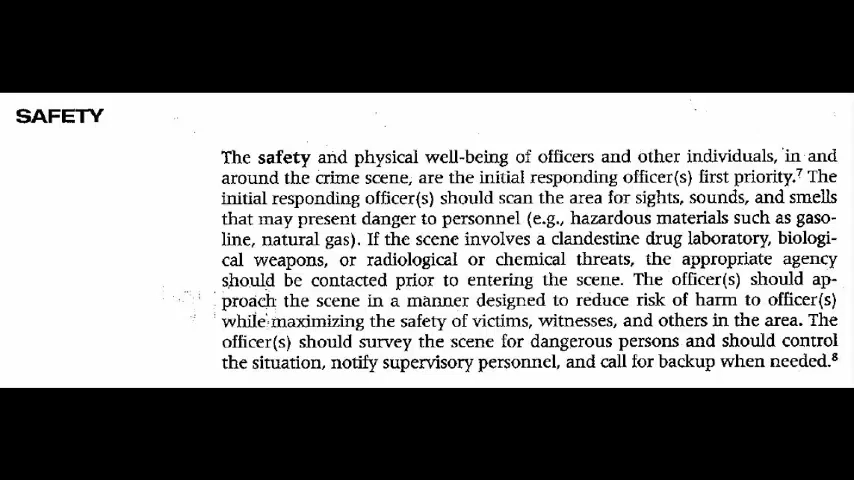 SAFETY
The safety and physical well-being of officers and other individuals, in and
around the crime scene, are the initial responding officer(s) first priority.⁷ The
initial responding officer(s) should scan the area for sights, sounds, and smells
that may present danger to personnel (e.g., hazardous materials such as gaso-
line, natural gas). If the scene involves a clandestine drug laboratory, biologi-
cal weapons, or radiological or chemical threats, the appropriate agency
should be contacted prior to entering the scene. The officer(s) should ap-
proach the scene in a manner designed to reduce risk of harm to officer(s)
while maximizing the safety of victims, witnesses, and others in the area. The
officer(s) should survey the scene for dangerous persons and should control
the situation, notify supervisory personnel, and call for backup when needed.⁸